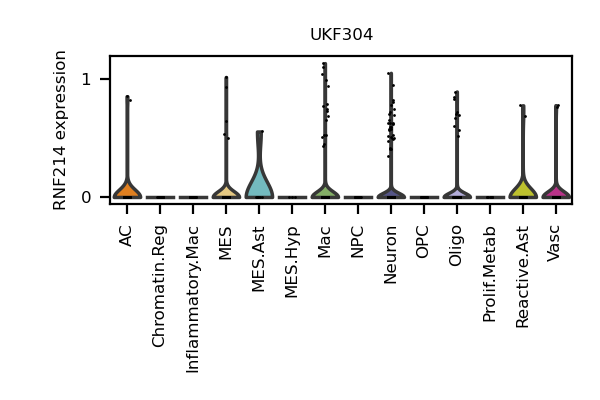 UKF304
RNF214 expression
1
0
AC
Chromatin.Reg
Inflammatory.Mac
MES
MES.Ast
MES.Hyp
Mac
NPC
Neuron
OPC
Oligo
Prolif.Metab
Reactive.Ast
Vasc